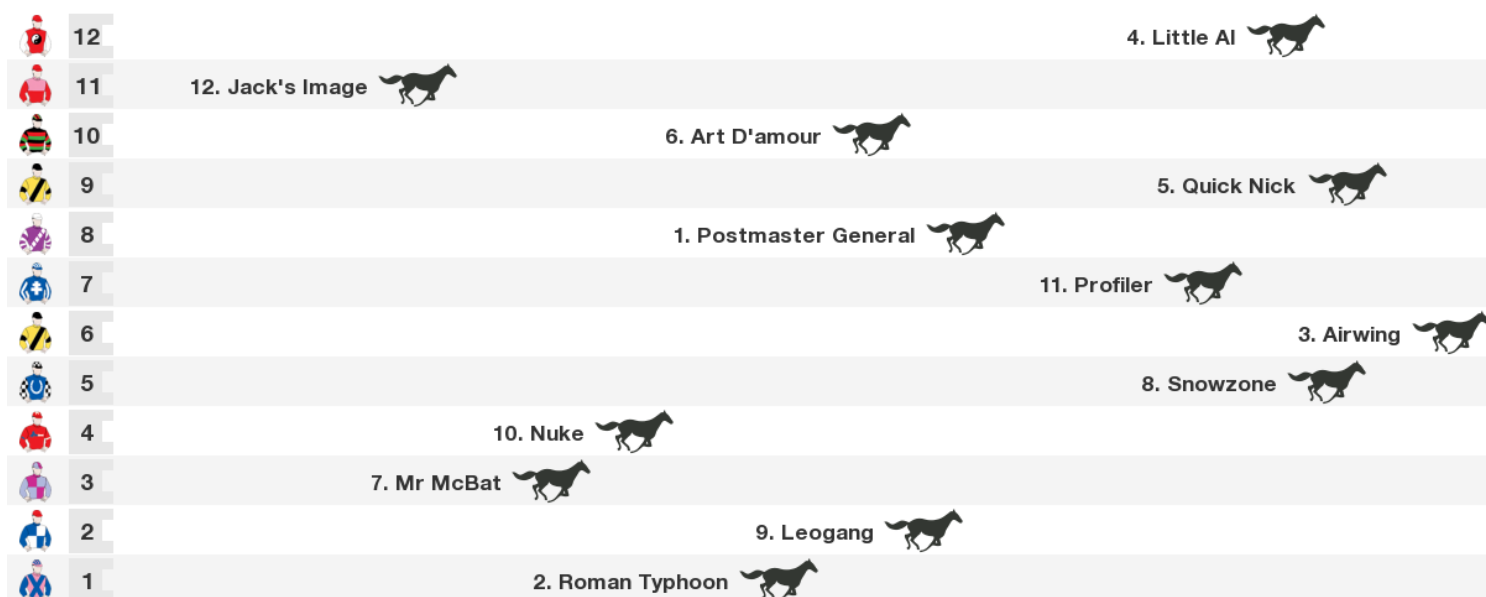 12 4. Little Al
11 12. Jack's Image
10 6. Art D'amour
9 5. Quick Nick
8 1. Postmaster General
7 11. Profiler
6 3. Airwing
5 8. Snowzone
4 10. Nuke
3 7. Mr McBat
2 9. Leogang
1 2. Roman Typhoon